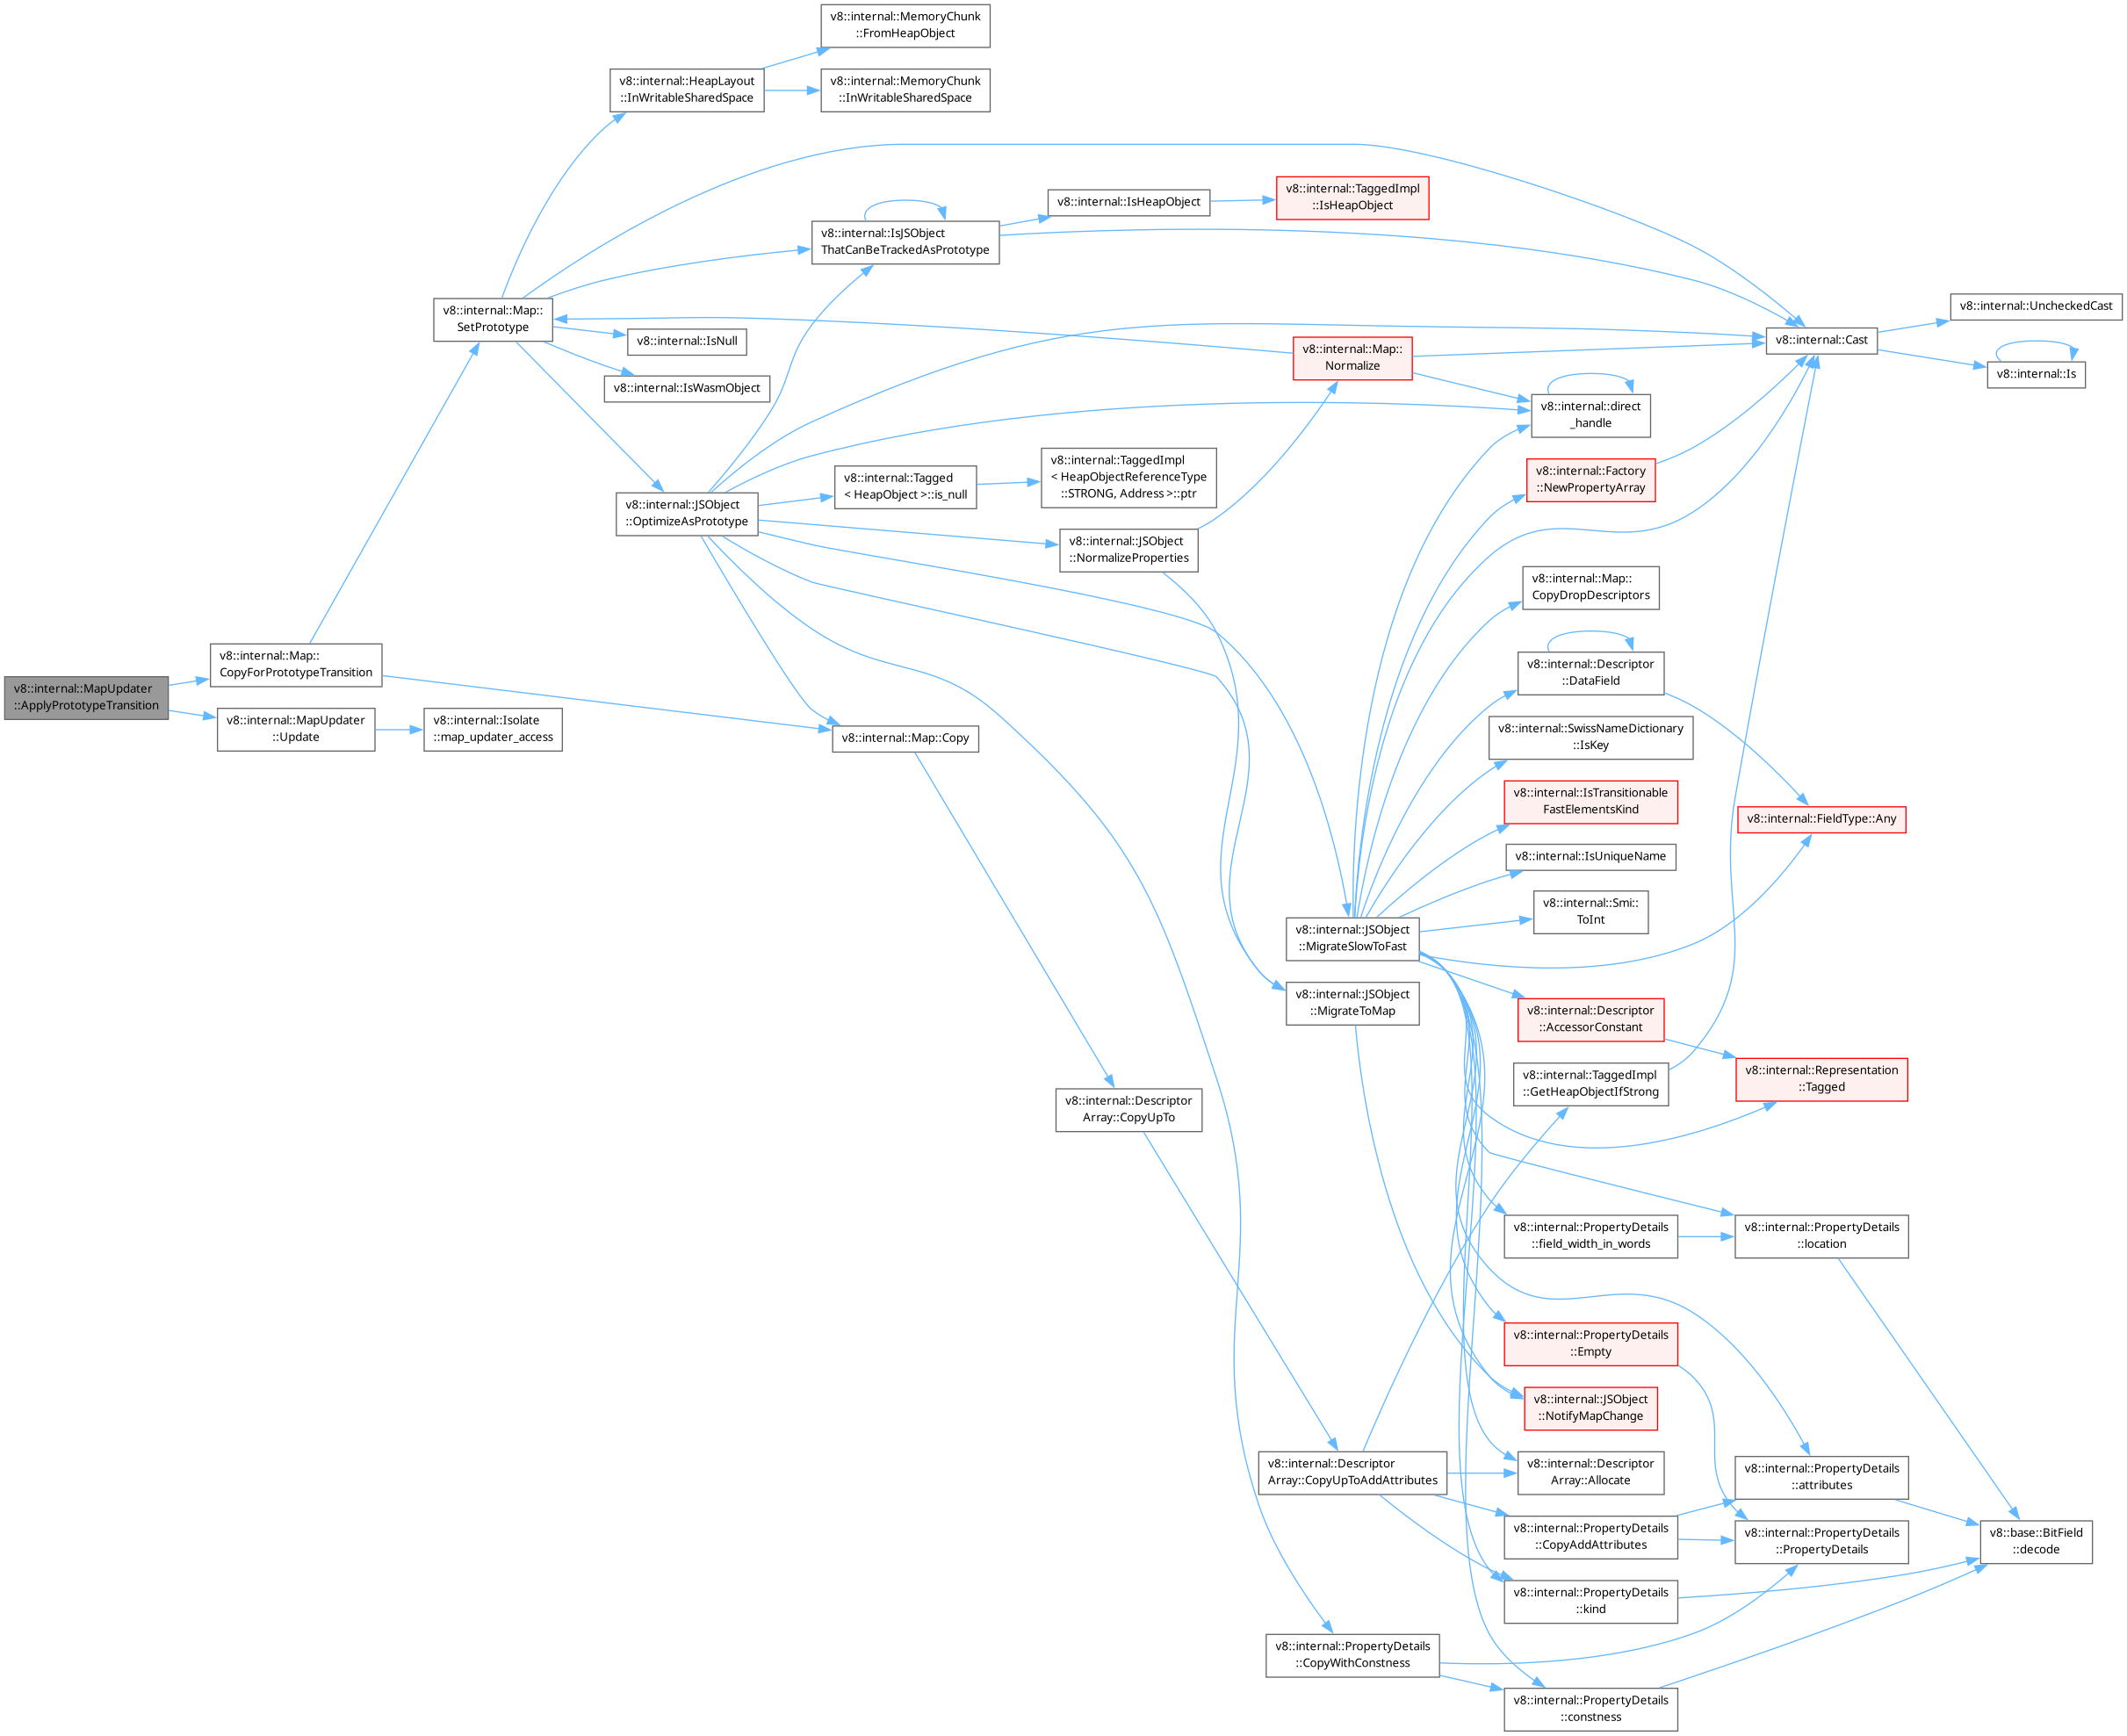 v8::internal::MapUpdater
::ApplyPrototypeTransition
v8::internal::Map::
CopyForPrototypeTransition
v8::internal::MapUpdater
::Update
v8::internal::Isolate
::map_updater_access
v8::internal::Map::
SetPrototype
v8::internal::HeapLayout
::InWritableSharedSpace
v8::internal::MemoryChunk
::FromHeapObject
v8::internal::MemoryChunk
::InWritableSharedSpace
v8::internal::IsJSObject
ThatCanBeTrackedAsPrototype
v8::internal::IsHeapObject
v8::internal::TaggedImpl
::IsHeapObject
v8::internal::IsNull
v8::internal::IsWasmObject
v8::internal::JSObject
::OptimizeAsPrototype
v8::internal::Tagged
< HeapObject >::is_null
v8::internal::TaggedImpl
< HeapObjectReferenceType
::STRONG, Address >::ptr
v8::internal::JSObject
::NormalizeProperties
v8::internal::Map::
Normalize
v8::internal::Map::Copy
v8::internal::Descriptor
Array::CopyUpTo
v8::internal::JSObject
::MigrateSlowToFast
v8::internal::JSObject
::MigrateToMap
v8::internal::Descriptor
Array::CopyUpToAddAttributes
v8::internal::PropertyDetails
::CopyWithConstness
v8::internal::direct
_handle
v8::internal::Factory
::NewPropertyArray
v8::internal::Map::
CopyDropDescriptors
v8::internal::Descriptor
::DataField
v8::internal::SwissNameDictionary
::IsKey
v8::internal::IsTransitionable
FastElementsKind
v8::internal::IsUniqueName
v8::internal::Smi::
ToInt
v8::internal::Descriptor
::AccessorConstant
v8::internal::TaggedImpl
::GetHeapObjectIfStrong
v8::internal::PropertyDetails
::field_width_in_words
v8::internal::PropertyDetails
::Empty
v8::internal::JSObject
::NotifyMapChange
v8::internal::Descriptor
Array::Allocate
v8::internal::PropertyDetails
::CopyAddAttributes
v8::internal::PropertyDetails
::kind
v8::internal::PropertyDetails
::constness
v8::internal::Cast
v8::internal::UncheckedCast
v8::internal::Is
v8::internal::FieldType::Any
v8::internal::Representation
::Tagged
v8::internal::PropertyDetails
::location
v8::internal::PropertyDetails
::attributes
v8::internal::PropertyDetails
::PropertyDetails
v8::base::BitField
::decode